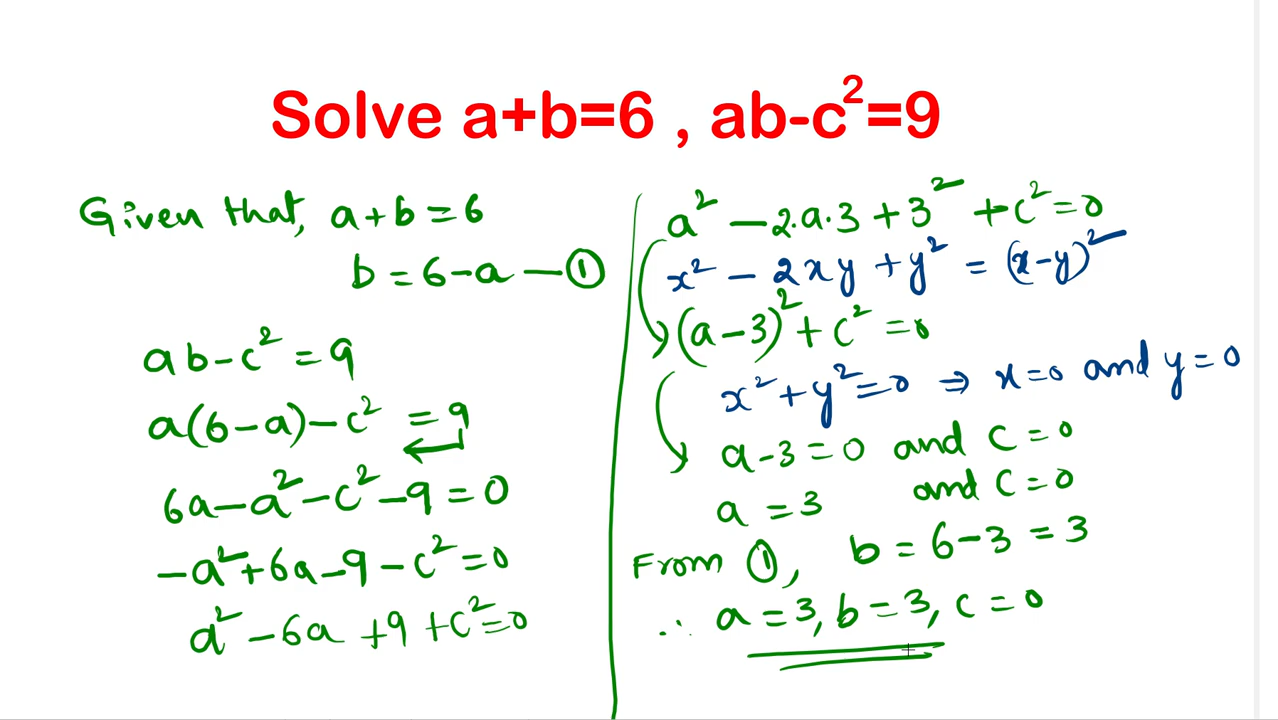 Solve a+b=6 , ab-c²=9
Given that, a+b=6
b = 6-a — ①
ab-c² = 9
a(6-a)-c² = 9
6a-a²-c²-9=0
-a²+6a-9-c²=0
a²-6a+9+c²=0
a² - 2.a.3 + 3² + c² = 0
x² - 2xy + y² = (x-y)²
(a-3)² + c² = 0
x²+y²=0 ⇒ x=0 and y=0
a-3=0 and c=0
a = 3 and c=0
From ①, b = 6-3 = 3
∴ a=3, b=3, c=0